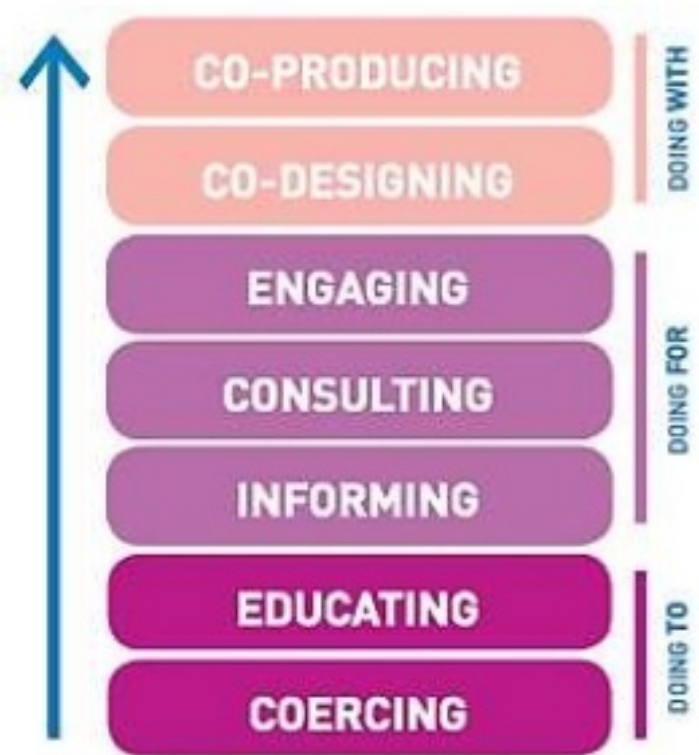 CO-PRODUCING
CO-DESIGNING
DOING WITH
ENGAGING
CONSULTING
INFORMING
DOING FOR
EDUCATING
COERCING
DOING TO